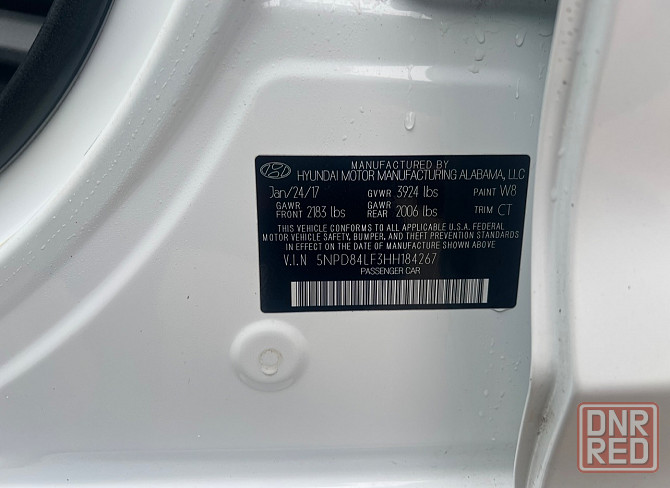 MANUFACTURED BY
HYUNDAI MOTOR MANUFACTURING ALABAMA, LLC
Jan/24/17 GVWR 3924 lbs PAINT W8
GAWR FRONT 2183 lbs GAWR REAR 2006 lbs TRIM CT
THIS VEHICLE CONFORMS TO ALL APPLICABLE U.S.A. FEDERAL
MOTOR VEHICLE SAFETY, BUMPER, AND THEFT PREVENTION STANDARDS
IN EFFECT ON THE DATE OF MANUFACTURE SHOWN ABOVE.
V.I.N 5NPD84LF3HH184267
PASSENGER CAR
DNR
RED